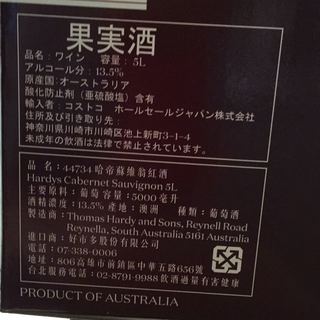 果実酒
品名：ワイン　容量：5L
アルコール分：13.5%
原産国：オーストラリア
酸化防止剤（亜硫酸塩）含有
輸入者：コストコ　ホールセールジャパン株式会社
住所及び引き取り先：
神奈川県川崎市川崎区池上新町3-1-4
未成年の飲酒は法律で禁止されています。
品名：44734 哈帝蘇維翁紅酒
Hardys Cabernet Sauvignon 5L
主要原料：葡萄 容量：5000毫升
酒精濃度：13.5% 產地：澳洲　種類：葡萄酒
製造商：Thomas Hardy and Sons, Reynell Road
Reynella, South Australia 5161 Australia
進口商：好市多股份有限公司
電話：07-338-0006
地址：806高雄市前鎮區中華五路656號
台北服務電話：02-8791-9988 飲酒過量有害健康
PRODUCT OF AUSTRALIA